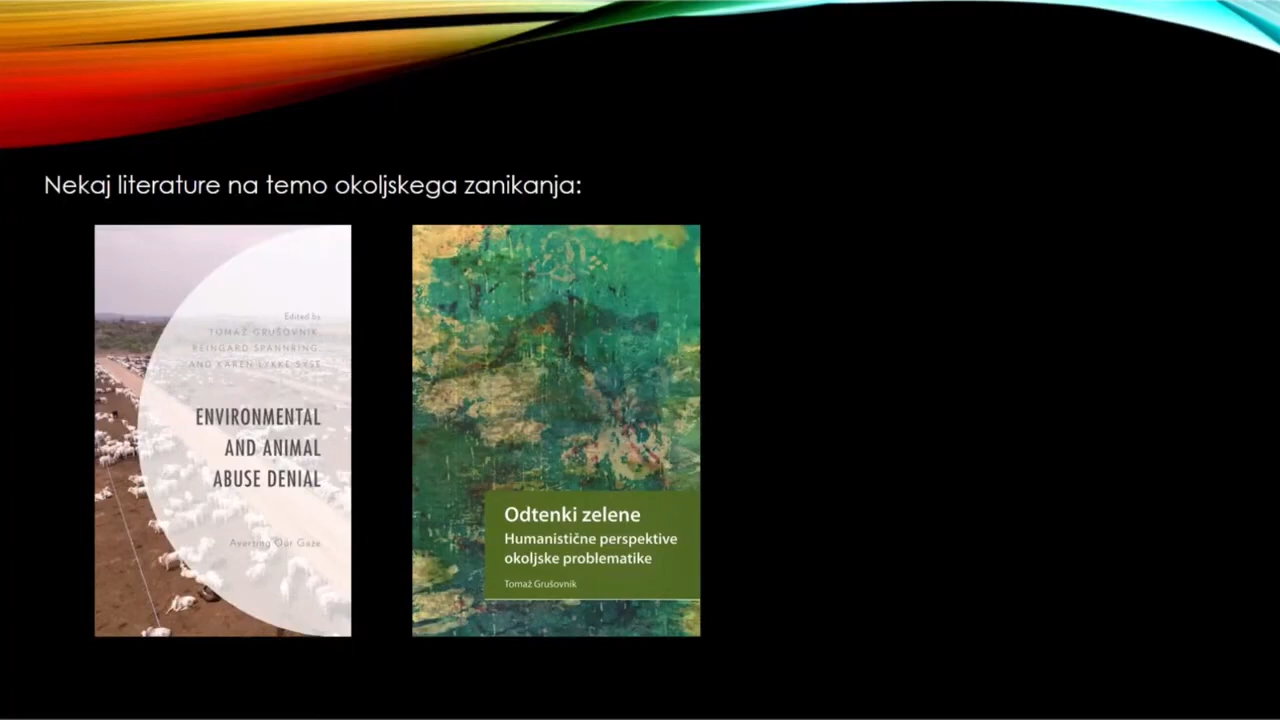 Nekaj literature na temo okoljskega zanikanja:
Edited by
TOMAŽ GRUŠOVNIK,
REINGARD SPANNRING,
AND KAREN LYKKE SYSE
ENVIRONMENTAL
AND ANIMAL
ABUSE DENIAL
Averting Our Gaze
Odtenki zelene
Humanistične perspektive
okoljske problematike
Tomaž Grušovnik